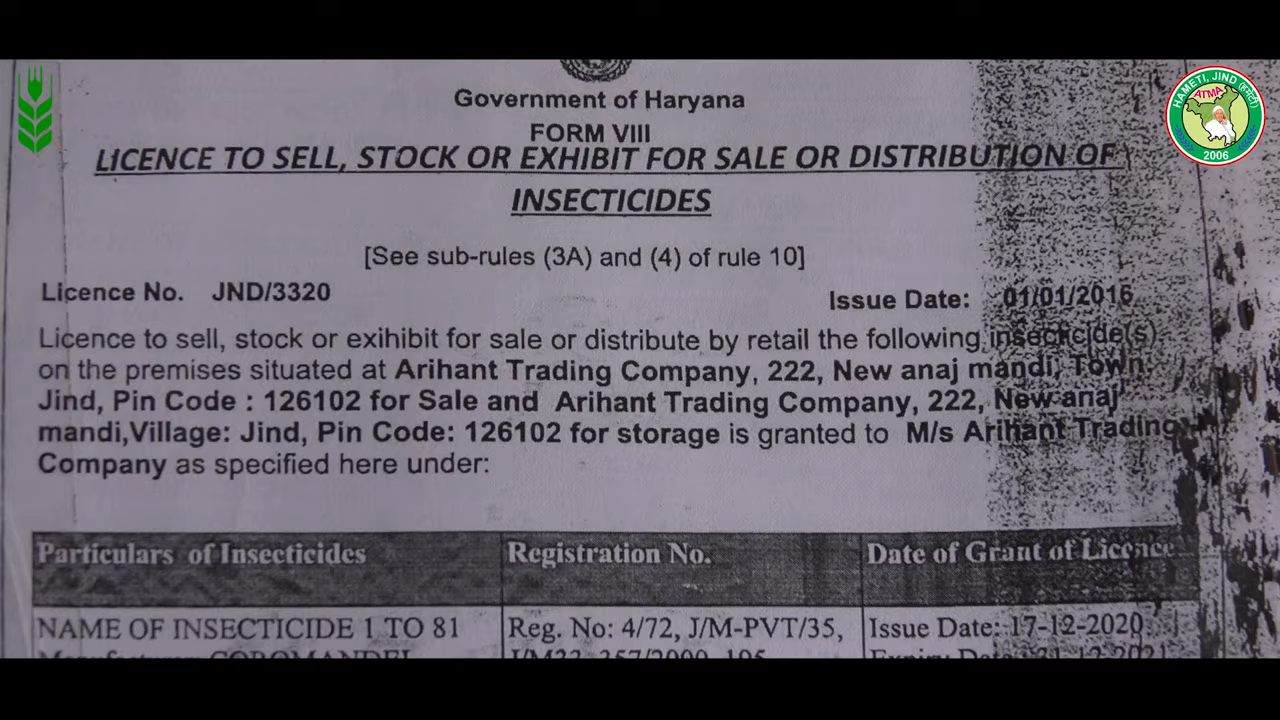 Government of Haryana
FORM VIII
LICENCE TO SELL, STOCK OR EXHIBIT FOR SALE OR DISTRIBUTION OF
INSECTICIDES
[See sub-rules (3A) and (4) of rule 10]
Licence No. JND/3320
Issue Date: 01/01/2016
Licence to sell, stock or exihibit for sale or distribute by retail the following insecticide(s)
on the premises situated at Arihant Trading Company, 222, New anaj mandi, Town:
Jind, Pin Code : 126102 for Sale and Arihant Trading Company, 222, New anaj
mandi,Village: Jind, Pin Code: 126102 for storage is granted to M/s Arihant Trading
Company as specified here under:
Particulars of Insecticides
Registration No.
Date of Grant of Licence
NAME OF INSECTICIDE 1 TO 81
Reg. No: 4/72, J/M-PVT/35,
Issue Date: 17-12-2020
HAMETI, JIND (हमेटी)
ATMA
2006